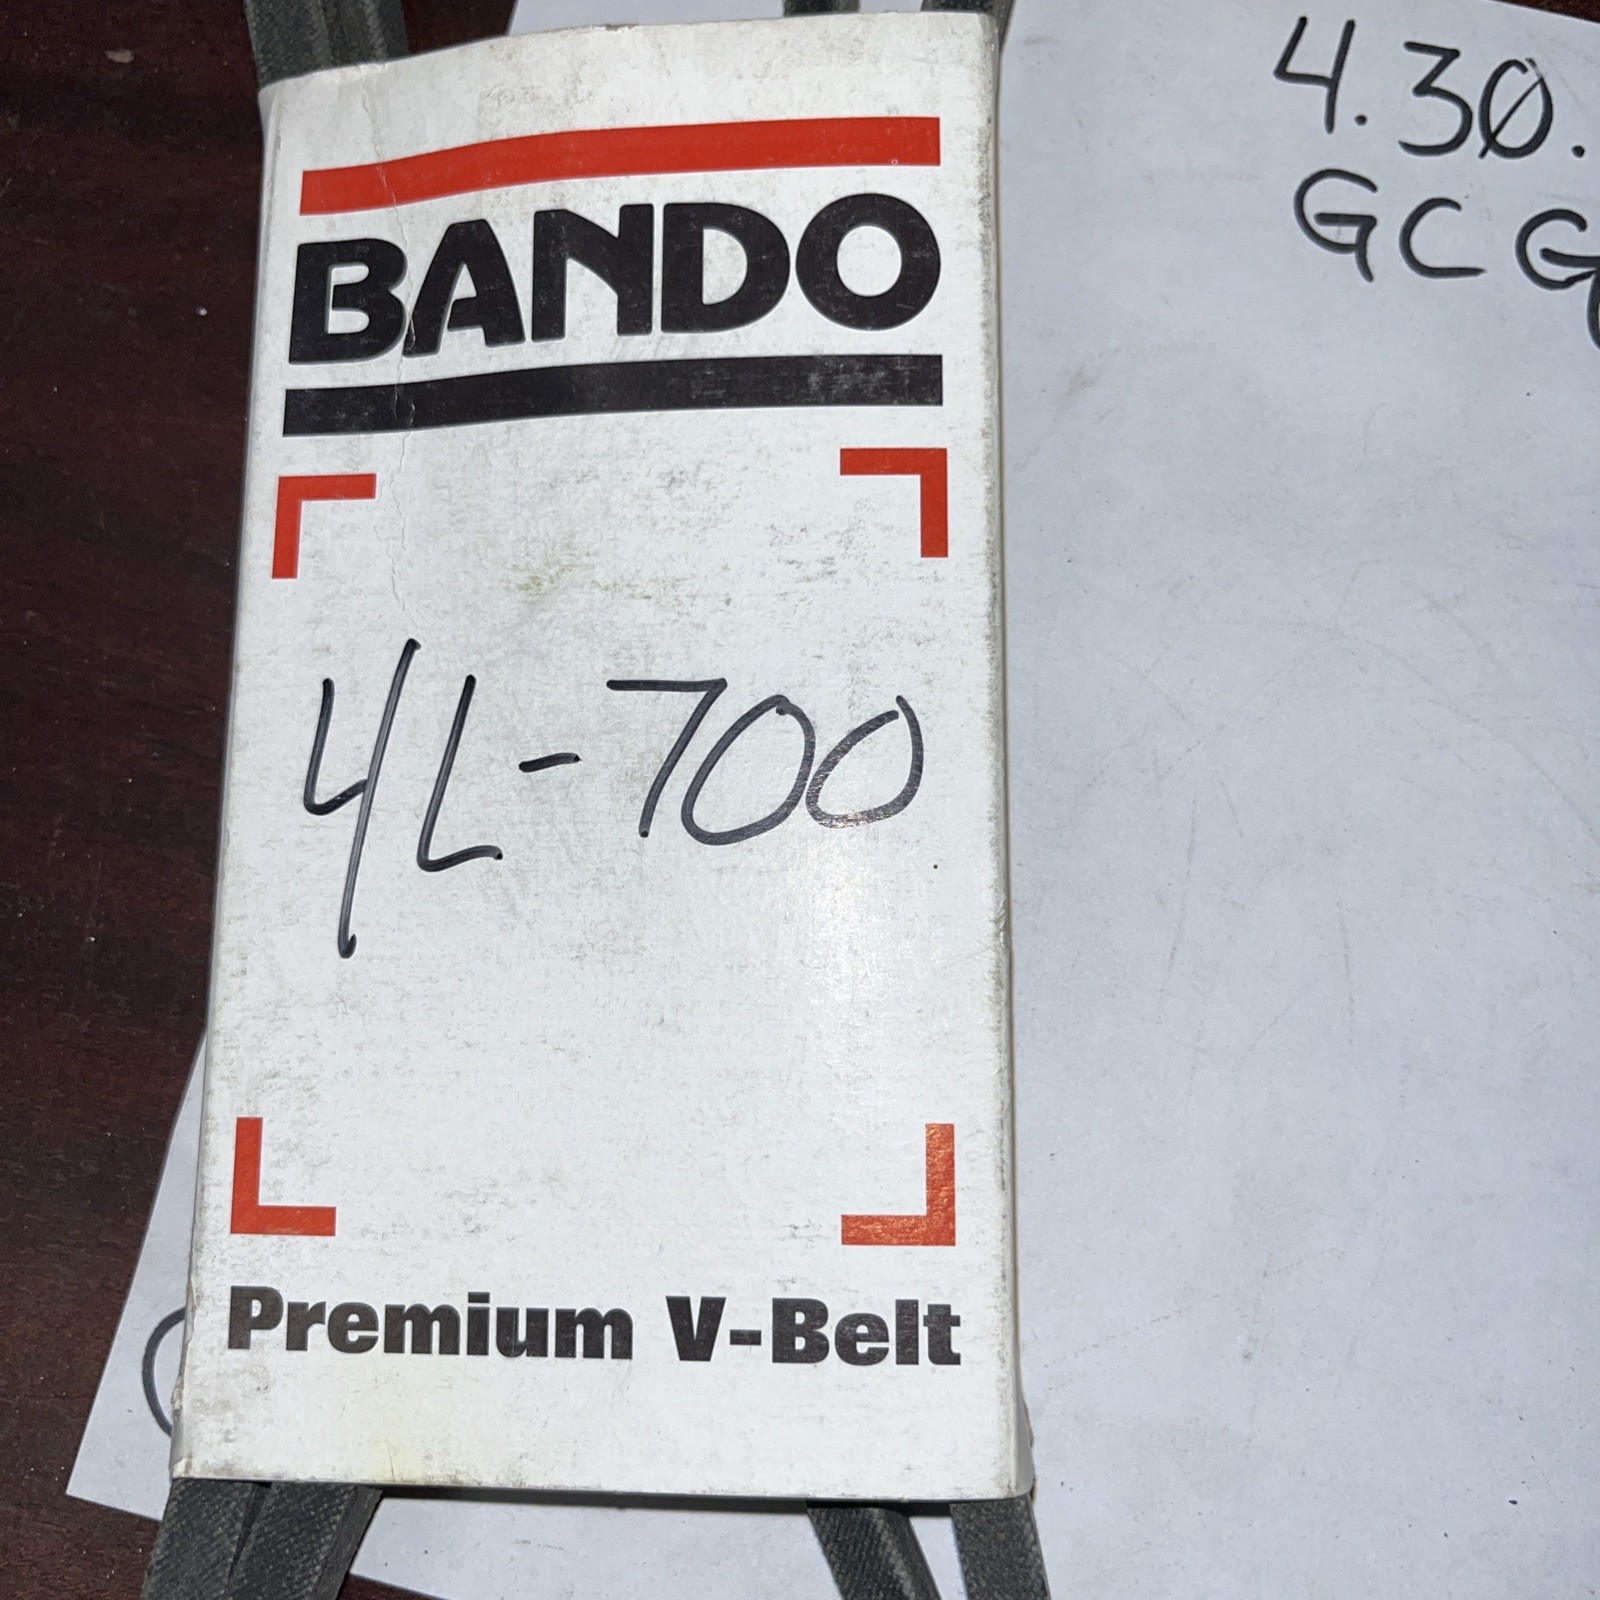 BANDO
4L-700
Premium V-Belt
4.30.
GCG